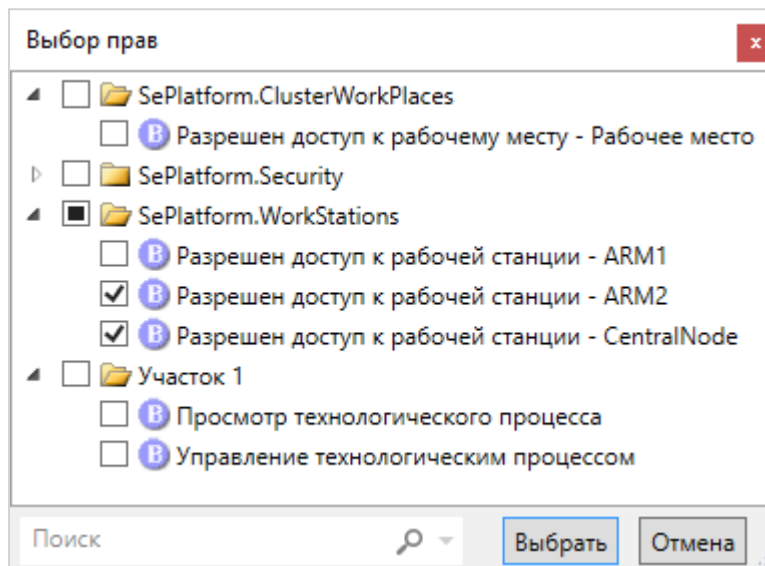 Выбор прав
x
SePlatform.ClusterWorkPlaces
B Разрешен доступ к рабочему месту - Рабочее место
SePlatform.Security
SePlatform.WorkStations
B Разрешен доступ к рабочей станции - ARM1
B Разрешен доступ к рабочей станции - ARM2
B Разрешен доступ к рабочей станции - CentralNode
Участок 1
B Просмотр технологического процесса
B Управление технологическим процессом
Поиск Выбрать Отмена